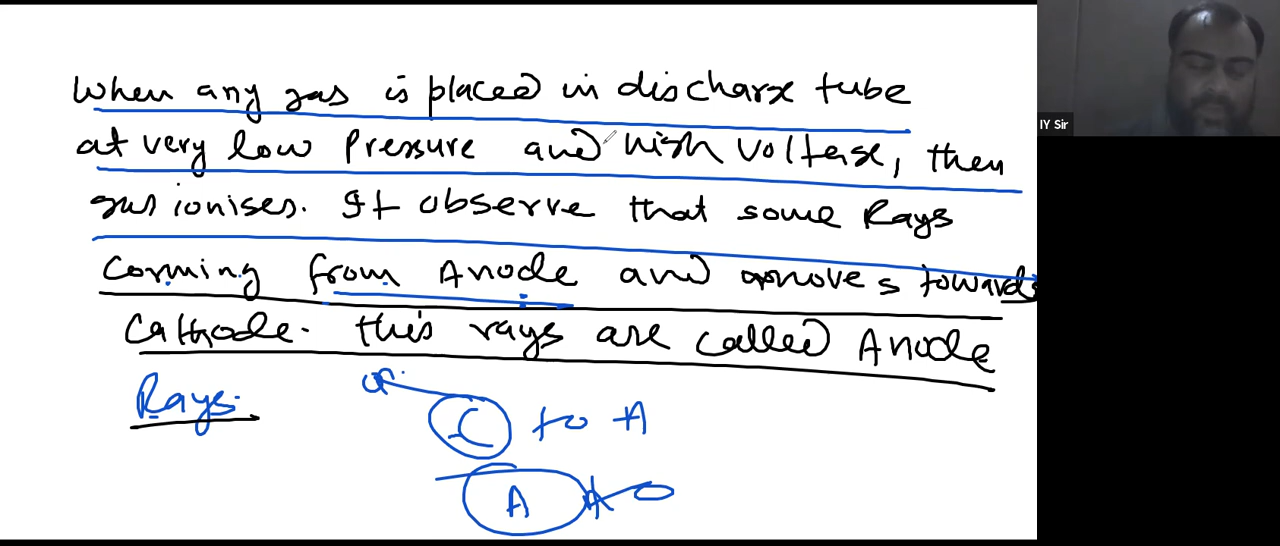 When any gas is placed in discharge tube
at very low Pressure and high voltage, then
gas ionises. It observe that some Rays
Comming from Anode and moves towards
Cathode. this rays are called Anode
Rays.
C to A
A to
IY Sir